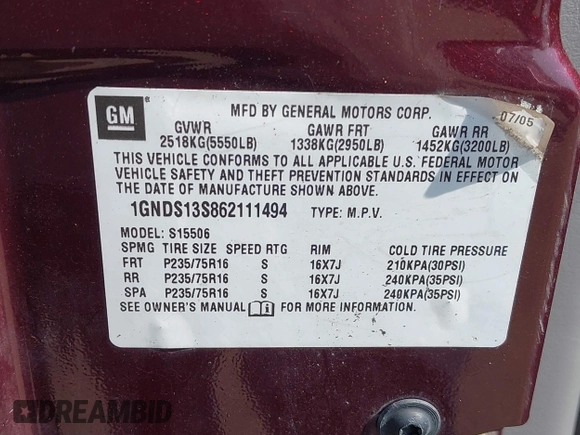 GM ®
MFD BY GENERAL MOTORS CORP. 07/05
GVWR GAWR FRT GAWR RR
2518KG(5550LB) 1338KG(2950LB) 1452KG(3200LB)
THIS VEHICLE CONFORMS TO ALL APPLICABLE U.S. FEDERAL MOTOR
VEHICLE SAFETY AND THEFT PREVENTION STANDARDS IN EFFECT ON
THE DATE OF MANUFACTURE SHOWN ABOVE.
1GNDS13S862111494 TYPE: M.P.V.
MODEL: S15506
SPMG TIRE SIZE SPEED RTG RIM COLD TIRE PRESSURE
FRT P235/75R16 S 16X7J 210KPA(30PSI)
RR P235/75R16 S 16X7J 240KPA(35PSI)
SPA P235/75R16 S 16X7J 240KPA(35PSI)
SEE OWNER'S MANUAL FOR MORE INFORMATION.
DREAMBID